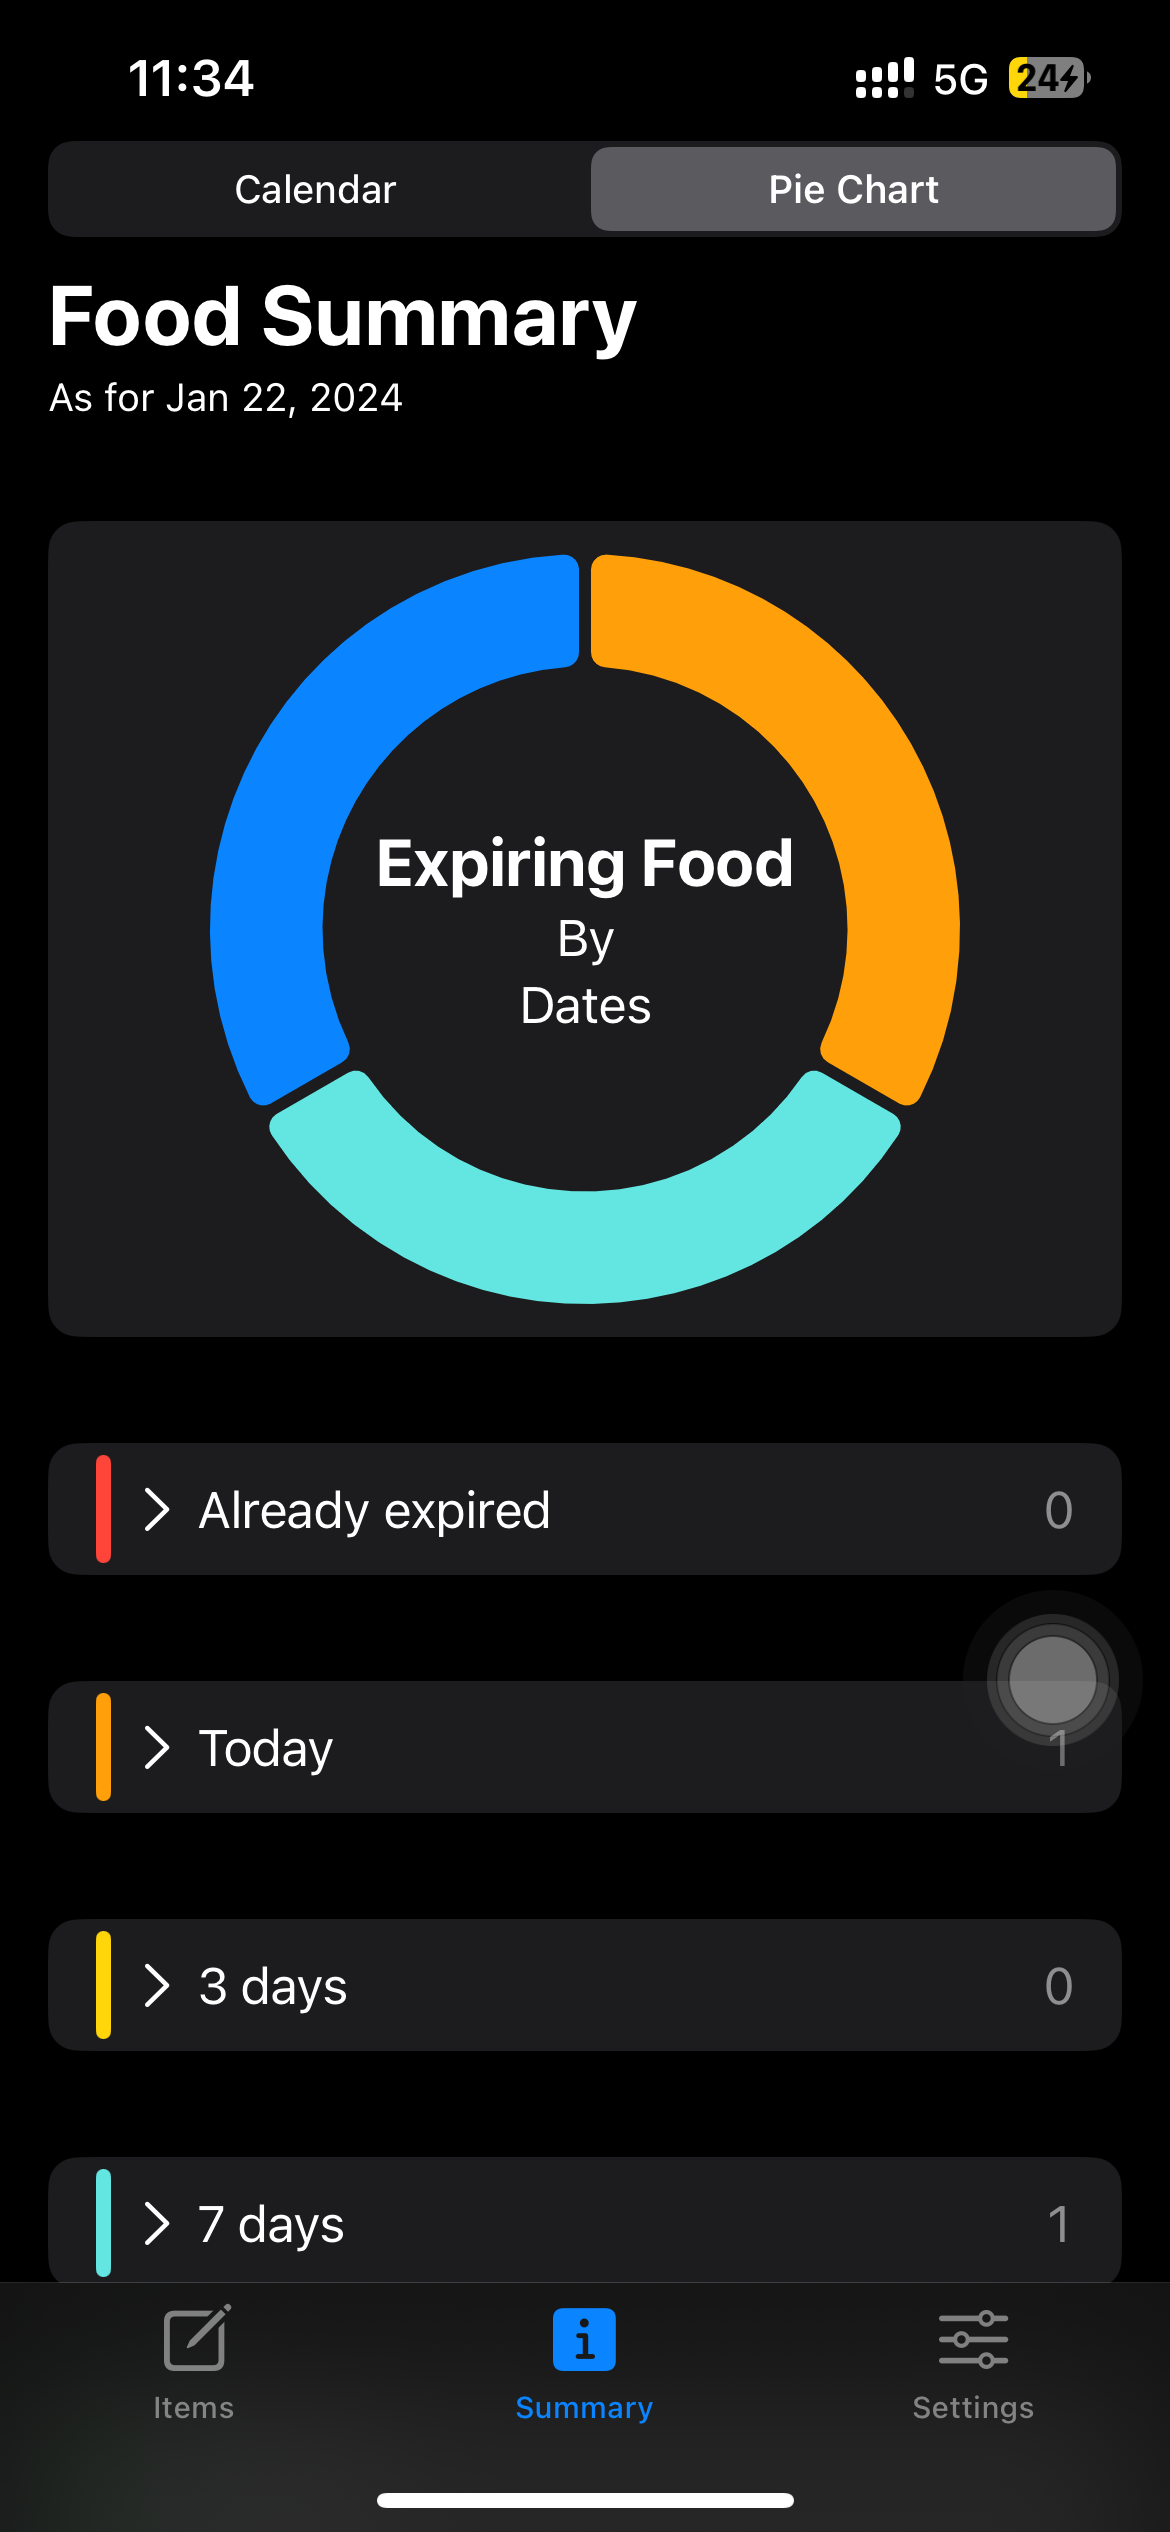 11:34 5G 24
Calendar Pie Chart
Food Summary
As for Jan 22, 2024
Expiring Food
By
Dates
Already expired 0
Today 1
3 days 0
7 days 1
Items Summary Settings